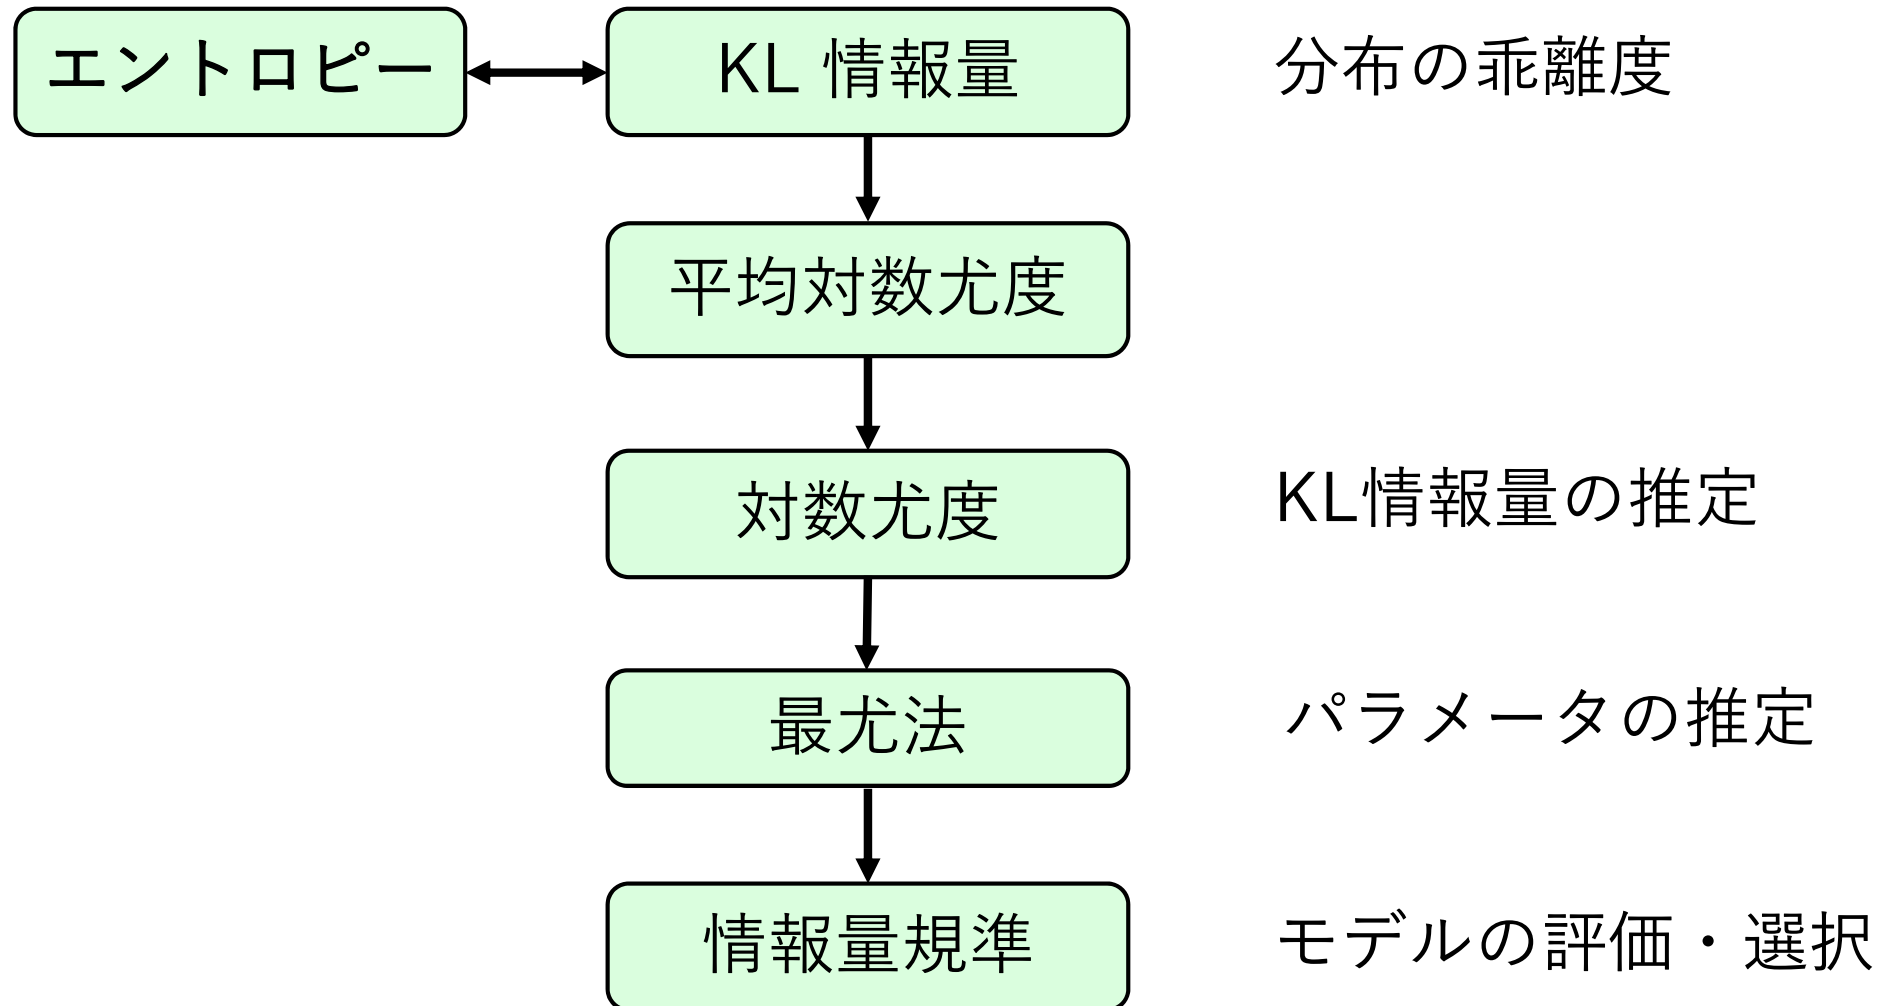 エントロピー
KL 情報量
分布の乖離度
平均対数尤度
対数尤度
KL情報量の推定
最尤法
パラメータの推定
情報量規準
モデルの評価・選択